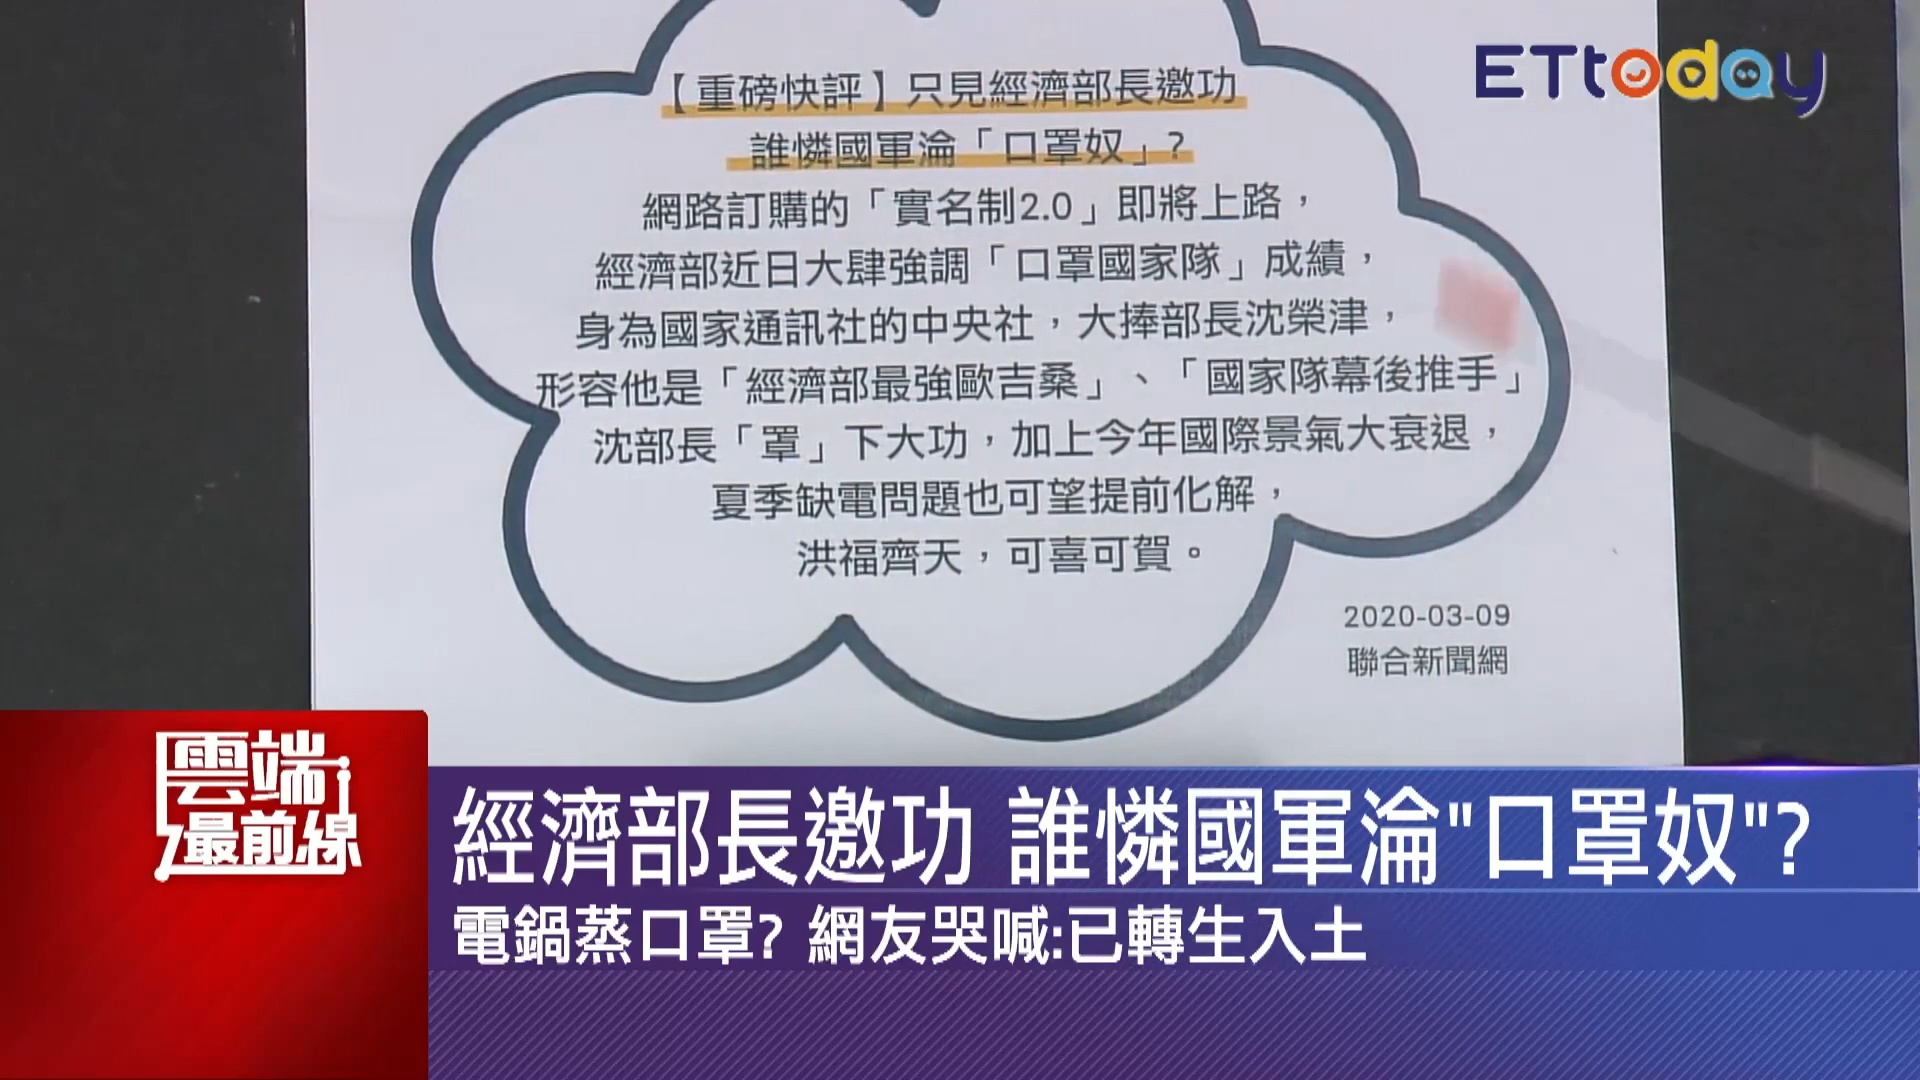 ETtoday
【重磅快評】只見經濟部長邀功
誰憐國軍淪「口罩奴」?
網路訂購的「實名制2.0」即將上路，
經濟部近日大肆強調「口罩國家隊」成績，
身為國家通訊社的中央社，大捧部長沈榮津，
形容他是「經濟部最強歐吉桑」、「國家隊幕後推手」
沈部長「罩」下大功，加上今年國際景氣大衰退，
夏季缺電問題也可望提前化解，
洪福齊天，可喜可賀。
2020-03-09
聯合新聞網
雲端最前線
經濟部長邀功 誰憐國軍淪"口罩奴"?
電鍋蒸口罩? 網友哭喊:已轉生入土